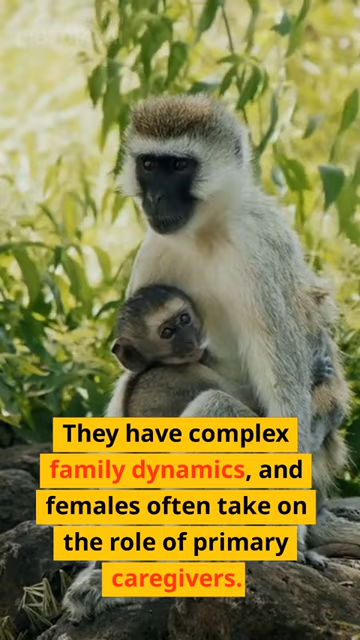 They have complex
family dynamics, and
females often take on
the role of primary
caregivers.